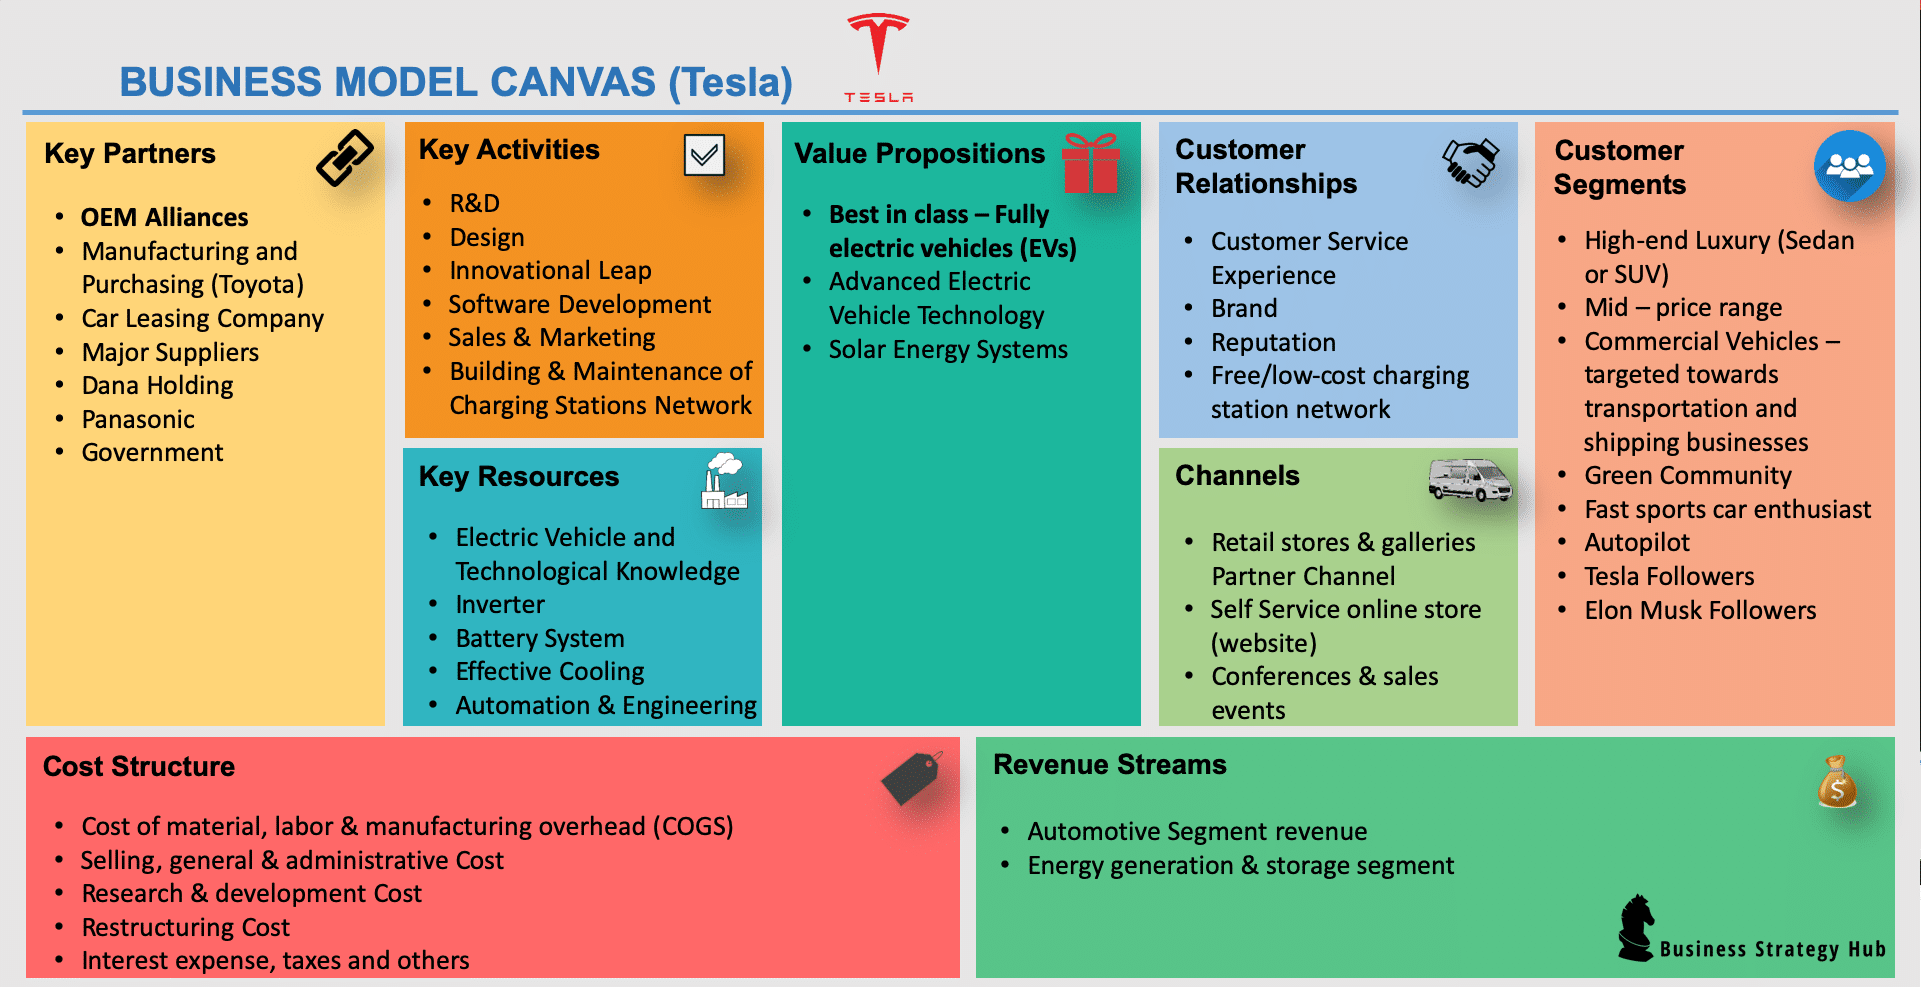 BUSINESS MODEL CANVAS (Tesla)
TESLA
Key Partners
• OEM Alliances
• Manufacturing and
Purchasing (Toyota)
• Car Leasing Company
• Major Suppliers
• Dana Holding
• Panasonic
• Government
Key Activities
• R&D
• Design
• Innovational Leap
• Software Development
• Sales & Marketing
• Building & Maintenance of
Charging Stations Network
Key Resources
• Electric Vehicle and
Technological Knowledge
• Inverter
• Battery System
• Effective Cooling
• Automation & Engineering
Value Propositions
• Best in class – Fully
electric vehicles (EVs)
• Advanced Electric
Vehicle Technology
• Solar Energy Systems
Customer
Relationships
• Customer Service
Experience
• Brand
• Reputation
• Free/low-cost charging
station network
Channels
• Retail stores & galleries
Partner Channel
• Self Service online store
(website)
• Conferences & sales
events
Customer
Segments
• High-end Luxury (Sedan
or SUV)
• Mid – price range
• Commercial Vehicles –
targeted towards
transportation and
shipping businesses
• Green Community
• Fast sports car enthusiast
• Autopilot
• Tesla Followers
• Elon Musk Followers
Cost Structure
• Cost of material, labor & manufacturing overhead (COGS)
• Selling, general & administrative Cost
• Research & development Cost
• Restructuring Cost
• Interest expense, taxes and others
Revenue Streams
$
• Automotive Segment revenue
• Energy generation & storage segment
Business Strategy Hub